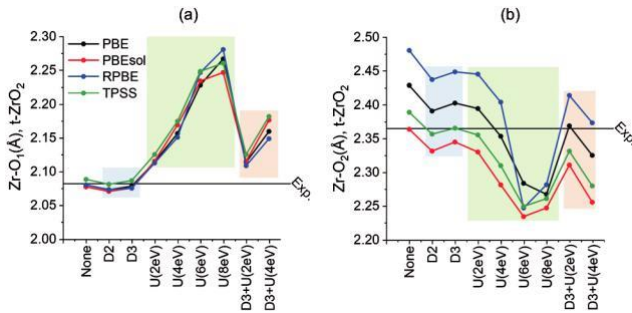 (a)
Zr-O1(Å), t-ZrO2
2.30
2.25
2.20
2.15
2.10
2.05
2.00
PBE
PBEsol
RPBE
TPSS
Exp.
None
D2
D3
U(2eV)
U(4eV)
U(6eV)
U(8eV)
D3+U(2eV)
D3+U(4eV)
(b)
Zr-O2(Å), t-ZrO2
2.50
2.45
2.40
2.35
2.30
2.25
2.20
Exp.
None
D2
D3
U(2eV)
U(4eV)
U(6eV)
U(8eV)
D3+U(2eV)
D3+U(4eV)